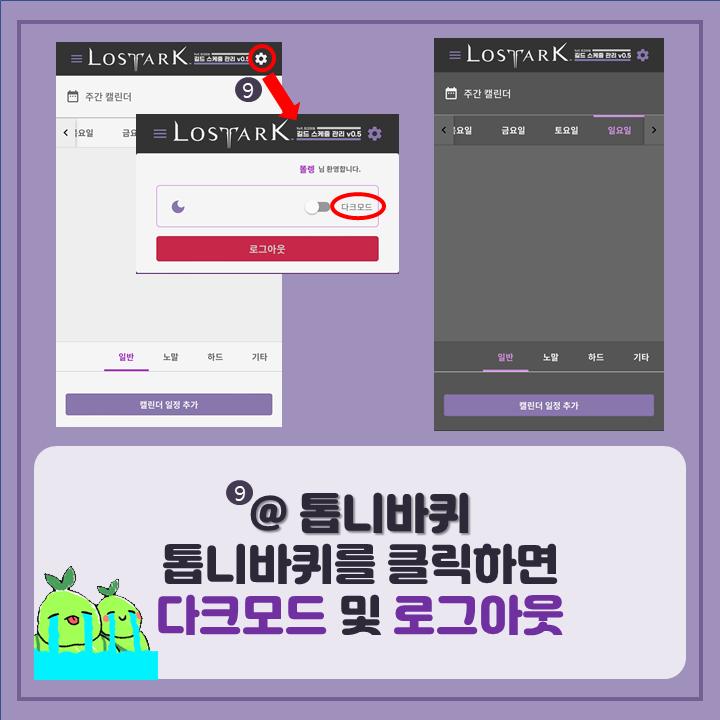 LOSTARK
길드 스케줄 관리 v0.5
주간 캘린더
요일
금요
9
LOSTARK
길드 스케줄 관리 v0.5
볼렝 님 환영합니다.
다크모드
로그아웃
일반 노말 하드 기타
캘린더 일정 추가
LOSTARK
길드 스케줄 관리 v0.5
주간 캘린더
요일 금요일 토요일 일요일
일반 노말 하드 기타
캘린더 일정 추가
9
@ 톱니바퀴
톱니바퀴를 클릭하면
다크모드 및 로그아웃